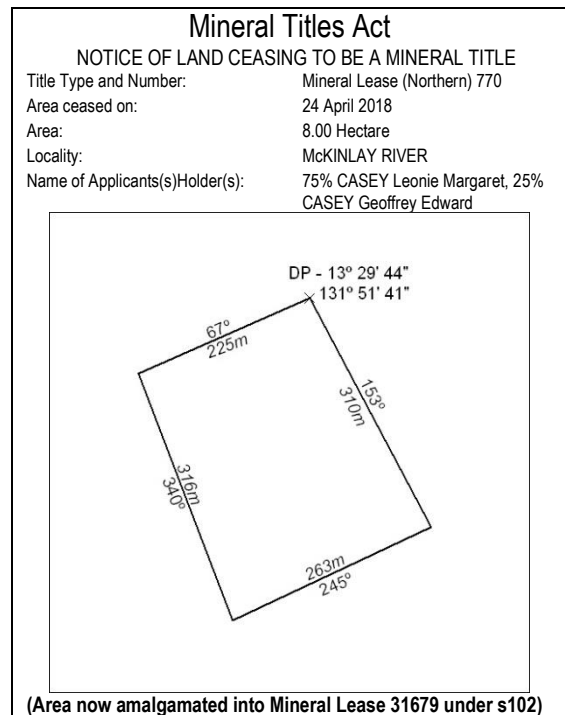 Mineral Titles Act
NOTICE OF LAND CEASING TO BE A MINERAL TITLE
Title Type and Number: Mineral Lease (Northern) 770
Area ceased on: 24 April 2018
Area: 8.00 Hectare
Locality: McKINLAY RIVER
Name of Applicants(s)Holder(s): 75% CASEY Leonie Margaret, 25%
CASEY Geoffrey Edward
DP - 13º 29' 44"
131º 51' 41"
67º
225m
153º
310m
316m
340º
263m
245º
(Area now amalgamated into Mineral Lease 31679 under s102)